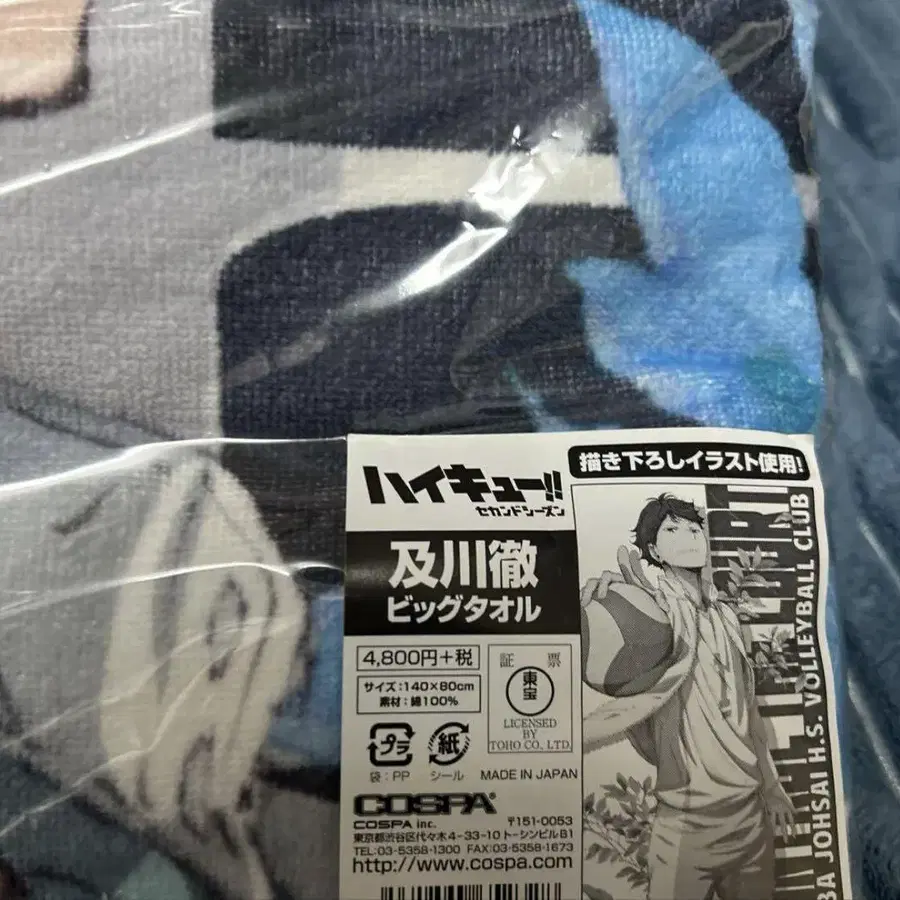 ハイキュー!!
セカンドシーズン
描き下ろしイラスト使用!
及川徹
ビッグタオル
4,800円+税
サイズ:140×80cm
素材:綿100%
証 票
東宝
LICENSED
BY
TOHO CO., LTD.
プラ
紙
袋:PP
シール
MADE IN JAPAN
COSPA
COSPA inc.
〒151-0053
東京都渋谷区代々木4-33-10 トーシンビルB1
TEL:03-5358-1300 FAX:03-5358-1673
http://www.cospa.com
JOHSAI H.S. VOLLEYBALL CLUB